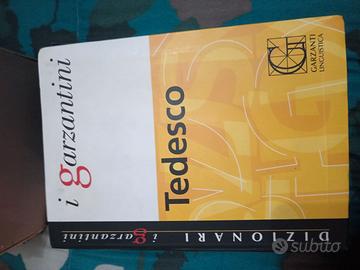 i garzantini
Tedesco
GARZANTI
LINGUISTICA
DIZIONARI i garzantini
subito